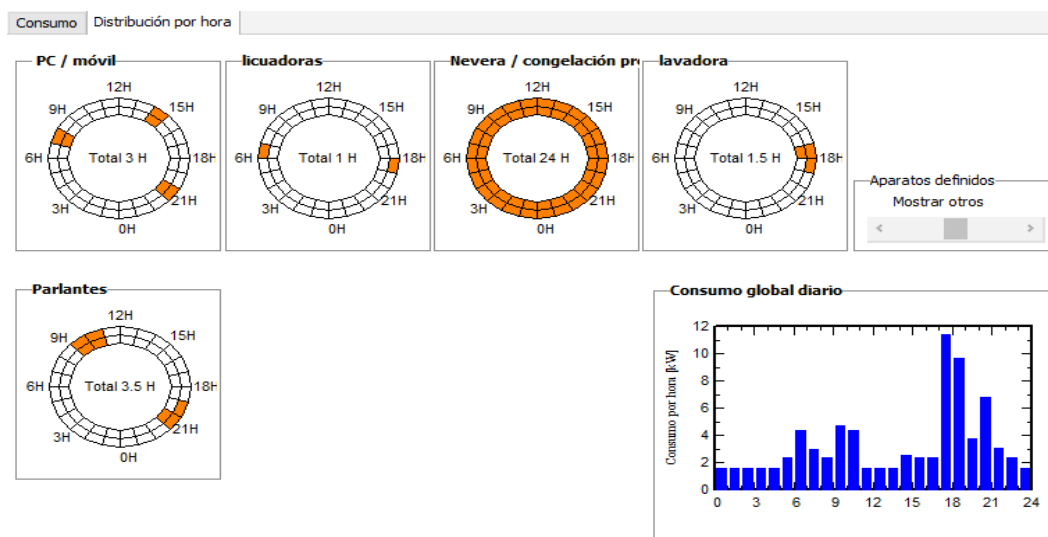 Consumo
Distribución por hora
PC / móvil
12H
9H
15H
6H
Total 3 H
18H
3H
21H
0H
licuadoras
12H
9H
15H
6H
Total 1 H
18H
3H
21H
0H
Nevera / congelación pr
12H
9H
15H
6H
Total 24 H
18H
3H
21H
0H
lavadora
12H
9H
15H
6H
Total 1.5 H
18H
3H
21H
0H
Aparatos definidos
Mostrar otros
Parlantes
12H
9H
15H
6H
Total 3.5 H
18H
3H
21H
0H
Consumo global diario
Consumo por hora [kW]
12
10
8
6
4
2
0
0 3 6 9 12 15 18 21 24